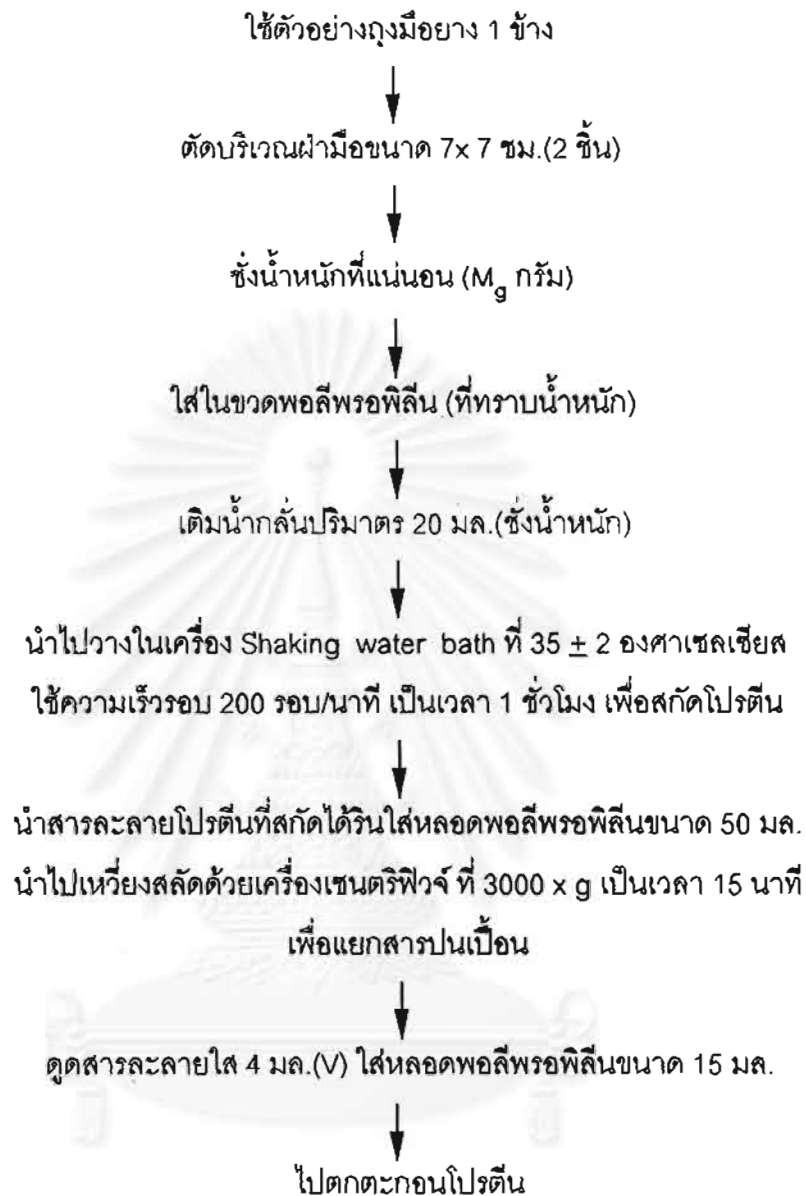 ใช้ตัวอย่างถุงมือยาง 1 ข้าง
ตัดบริเวณฝ่ามือขนาด 7x 7 ซม.(2 ชิ้น)
ชั่งน้ำหนักที่แน่นอน (Mg กรัม)
ใส่ในขวดพอลีพรอพิลีน (ที่ทราบน้ำหนัก)
เติมน้ำกลั่นปริมาตร 20 มล.(ชั่งน้ำหนัก)
นำไปวางในเครื่อง Shaking water bath ที่ 35 ± 2 องศาเซลเซียส
ใช้ความเร็วรอบ 200 รอบ/นาที เป็นเวลา 1 ชั่วโมง เพื่อสกัดโปรตีน
นำสารละลายโปรตีนที่สกัดได้รินใส่หลอดพอลีพรอพิลีนขนาด 50 มล.
นำไปเหวี่ยงสลัดด้วยเครื่องเซนตริฟิวจ์ ที่ 3000 x g เป็นเวลา 15 นาที
เพื่อแยกสารปนเปื้อน
ดูดสารละลายใส 4 มล.(V) ใส่หลอดพอลีพรอพิลีนขนาด 15 มล.
ไปตกตะกอนโปรตีน